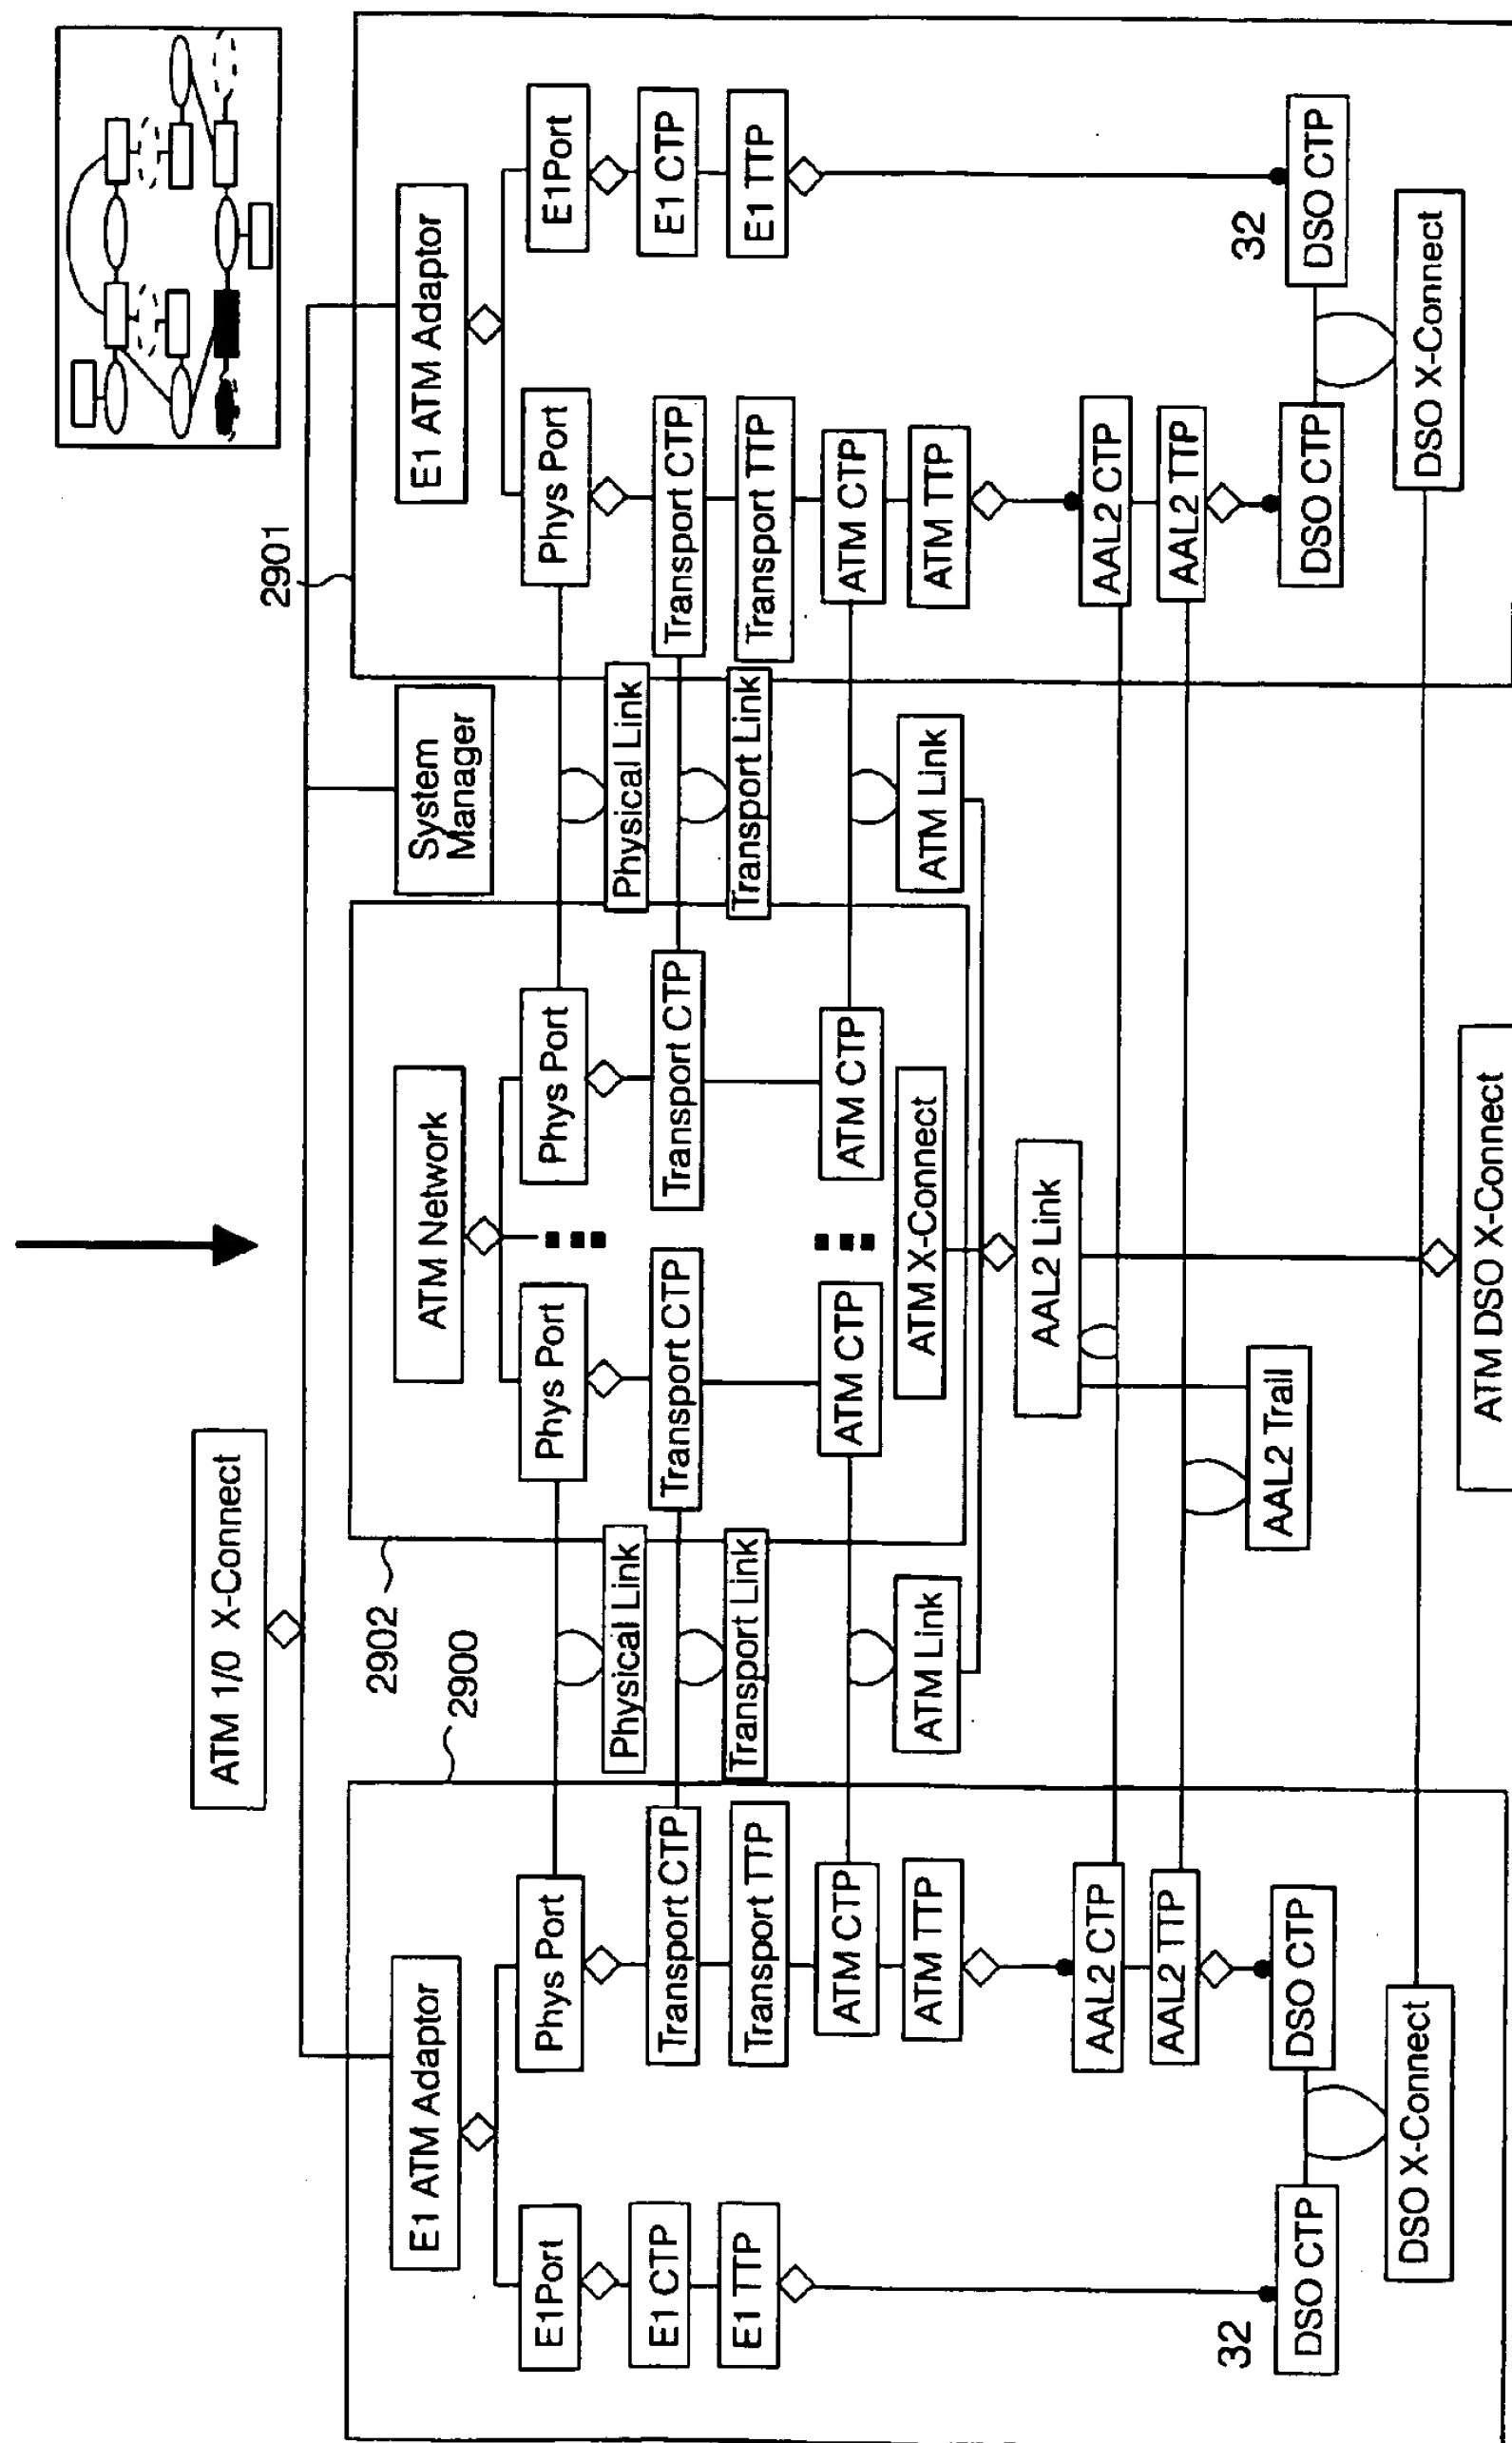 ATM 1/0 X-Connect
2901
2902
2900
E1 ATM Adaptor
ATM Network
System
Manager
E1 ATM Adaptor
E1Port
Phys Port
Phys Port
Phys Port
Phys Port
E1Port
Physical Link
Physical Link
E1 CTP
Transport CTP
Transport CTP
Transport CTP
Transport CTP
E1 CTP
E1 TTP
Transport TTP
Transport Link
Transport Link
Transport TTP
E1 TTP
ATM CTP
ATM CTP
ATM CTP
ATM CTP
ATM TTP
ATM Link
ATM X-Connect
ATM Link
ATM TTP
AAL2 Link
AAL2 CTP
AAL2 CTP
AAL2 TTP
AAL2 TTP
32
32
DSO CTP
DSO CTP
AAL2 Trail
DSO CTP
DSO CTP
DSO X-Connect
DSO X-Connect
ATM DSO X-Connect